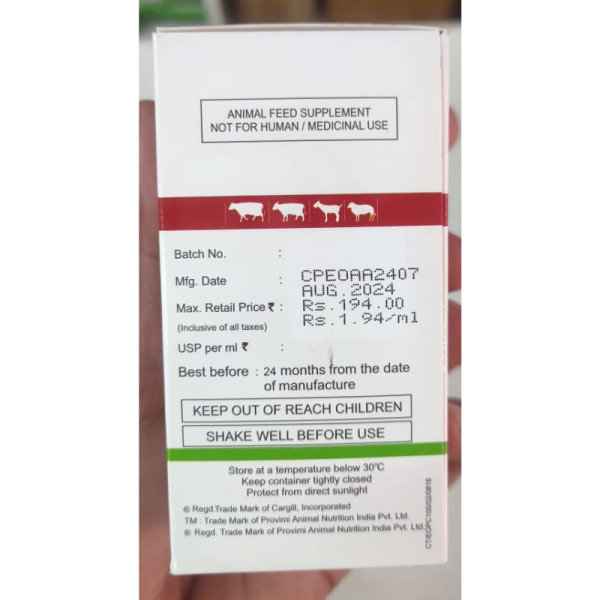 ANIMAL FEED SUPPLEMENT
NOT FOR HUMAN / MEDICINAL USE
Batch No. :
Mfg. Date : CPEOAA2407
AUG.2024
Max. Retail Price ₹ : Rs.194.00
(Inclusive of all taxes) Rs.1.94/ml
USP per ml ₹ :
Best before : 24 months from the date
of manufacture
KEEP OUT OF REACH CHILDREN
SHAKE WELL BEFORE USE
Store at a temperature below 30°C
Keep container tightly closed
Protect from direct sunlight
® Regd.Trade Mark of Cargill, Incorporated
TM : Trade Mark of Provimi Animal Nutrition India Pvt. Ltd.
® Regd. Trade Mark of Provimi Animal Nutrition India Pvt. Ltd.
CT/EOPC100/02/0818